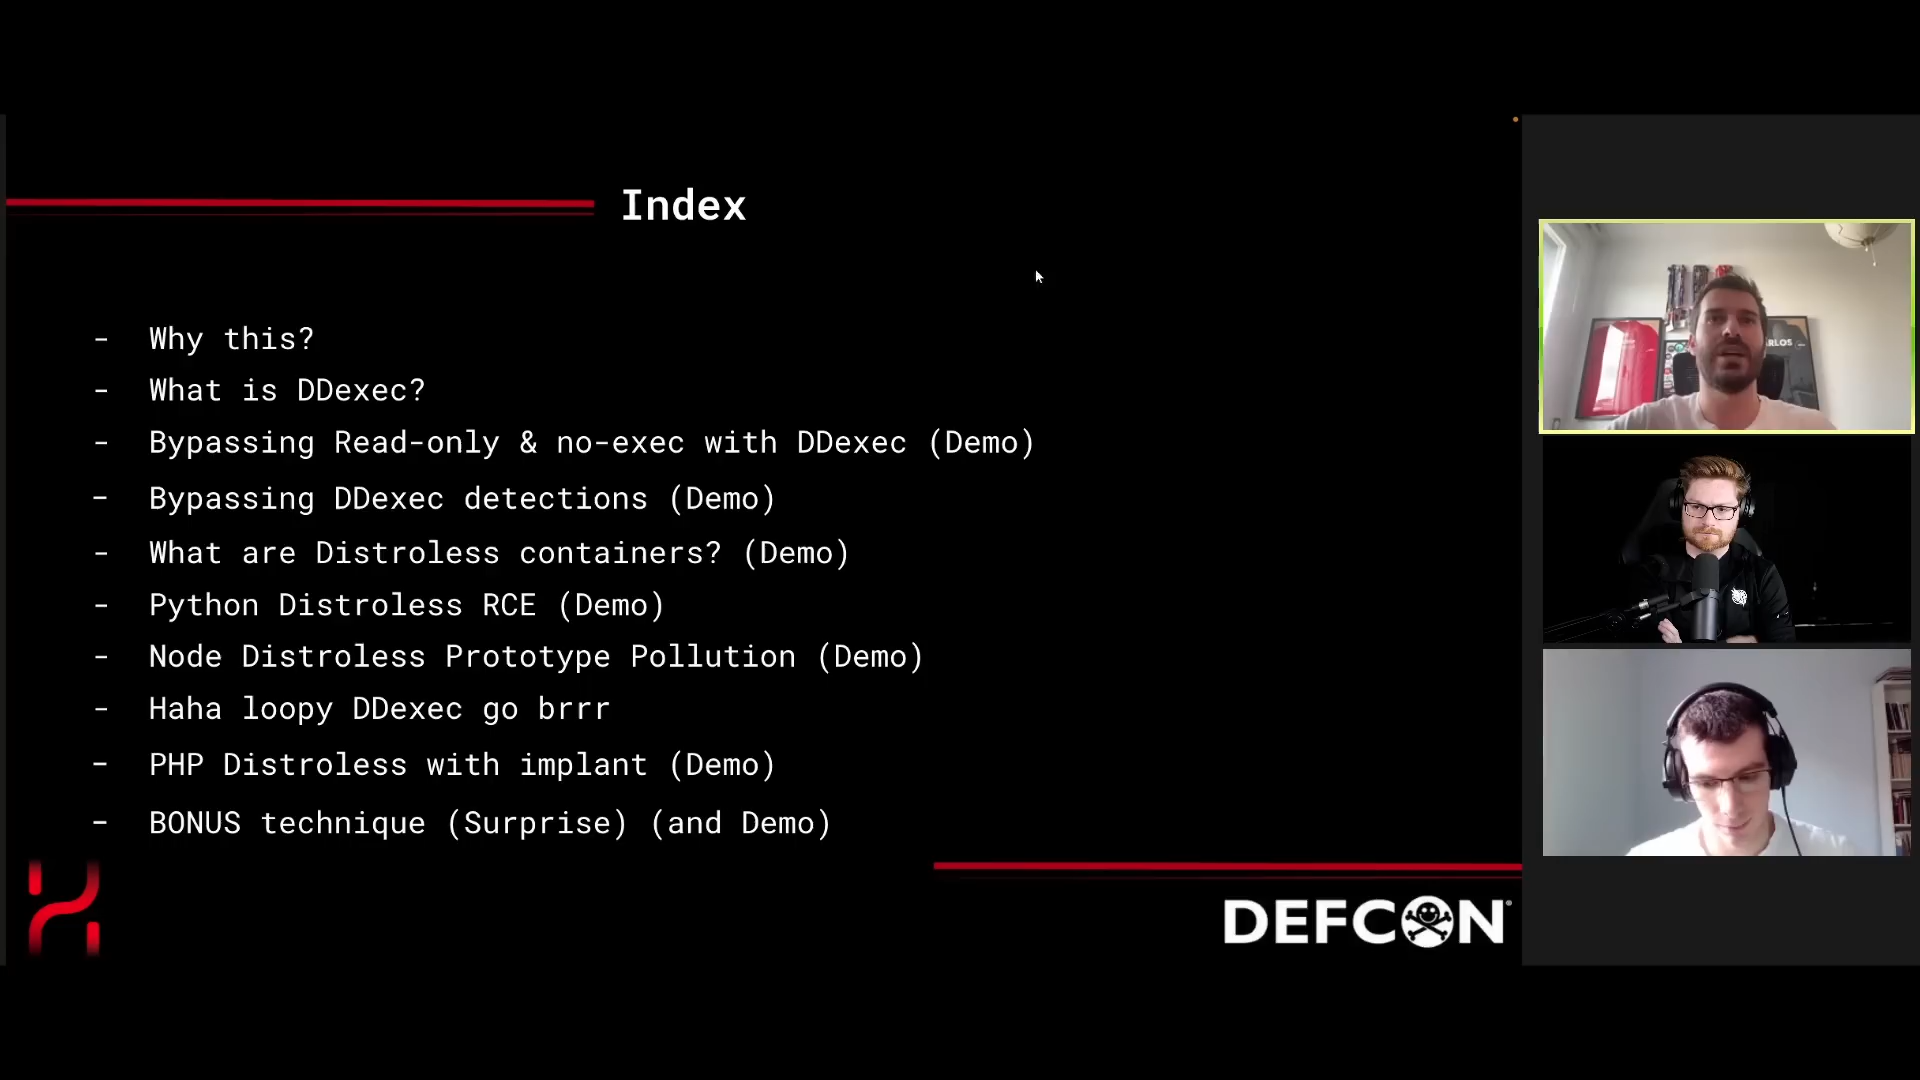 Index
- Why this?
- What is DDexec?
- Bypassing Read-only & no-exec with DDexec (Demo)
- Bypassing DDexec detections (Demo)
- What are Distroless containers? (Demo)
- Python Distroless RCE (Demo)
- Node Distroless Prototype Pollution (Demo)
- Haha loopy DDexec go brrr
- PHP Distroless with implant (Demo)
- BONUS technique (Surprise) (and Demo)
DEFCON
RLOS